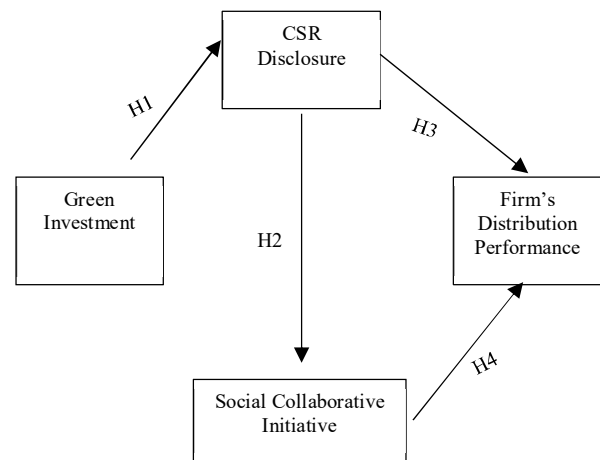 CSR
Disclosure
H1
H3
Green
Investment
Firm's
Distribution
Performance
H2
H4
Social Collaborative
Initiative